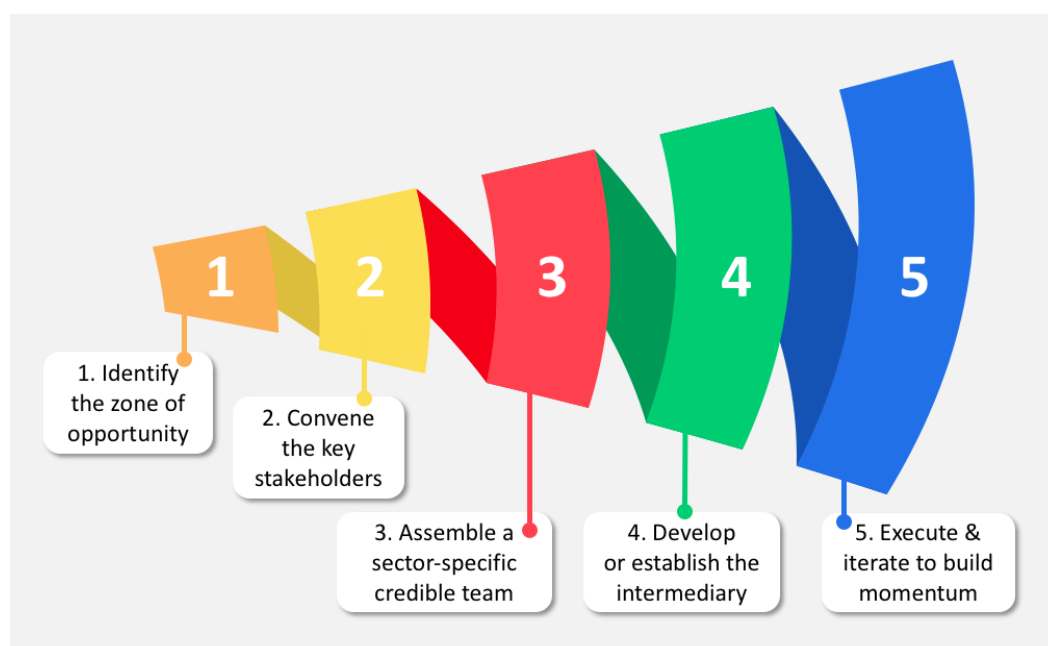 1
2
3
4
5
1. Identify
the zone of
opportunity
2. Convene
the key
stakeholders
3. Assemble a
sector-specific
credible team
4. Develop
or establish the
intermediary
5. Execute &
iterate to build
momentum